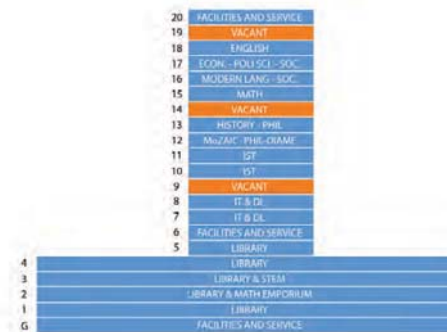 20 FACILITIES AND SERVICE
19 VACANT
18 ENGLISH
17 ECON. - POLI SCI. - SOC.
16 MODERN LANG - SOC.
15 MATH
14 VACANT
13 HISTORY - PHIL
12 MoZAIC PHIL-DIAME
11 IST
10 IST
9 VACANT
8 IT & DL
7 IT & DL
6 FACILITIES AND SERVICE
5 LIBRARY
4 LIBRARY
3 LIBRARY & STEM
2 LIBRARY & MATH EMPORIUM
1 LIBRARY
G FACILITIES AND SERVICE